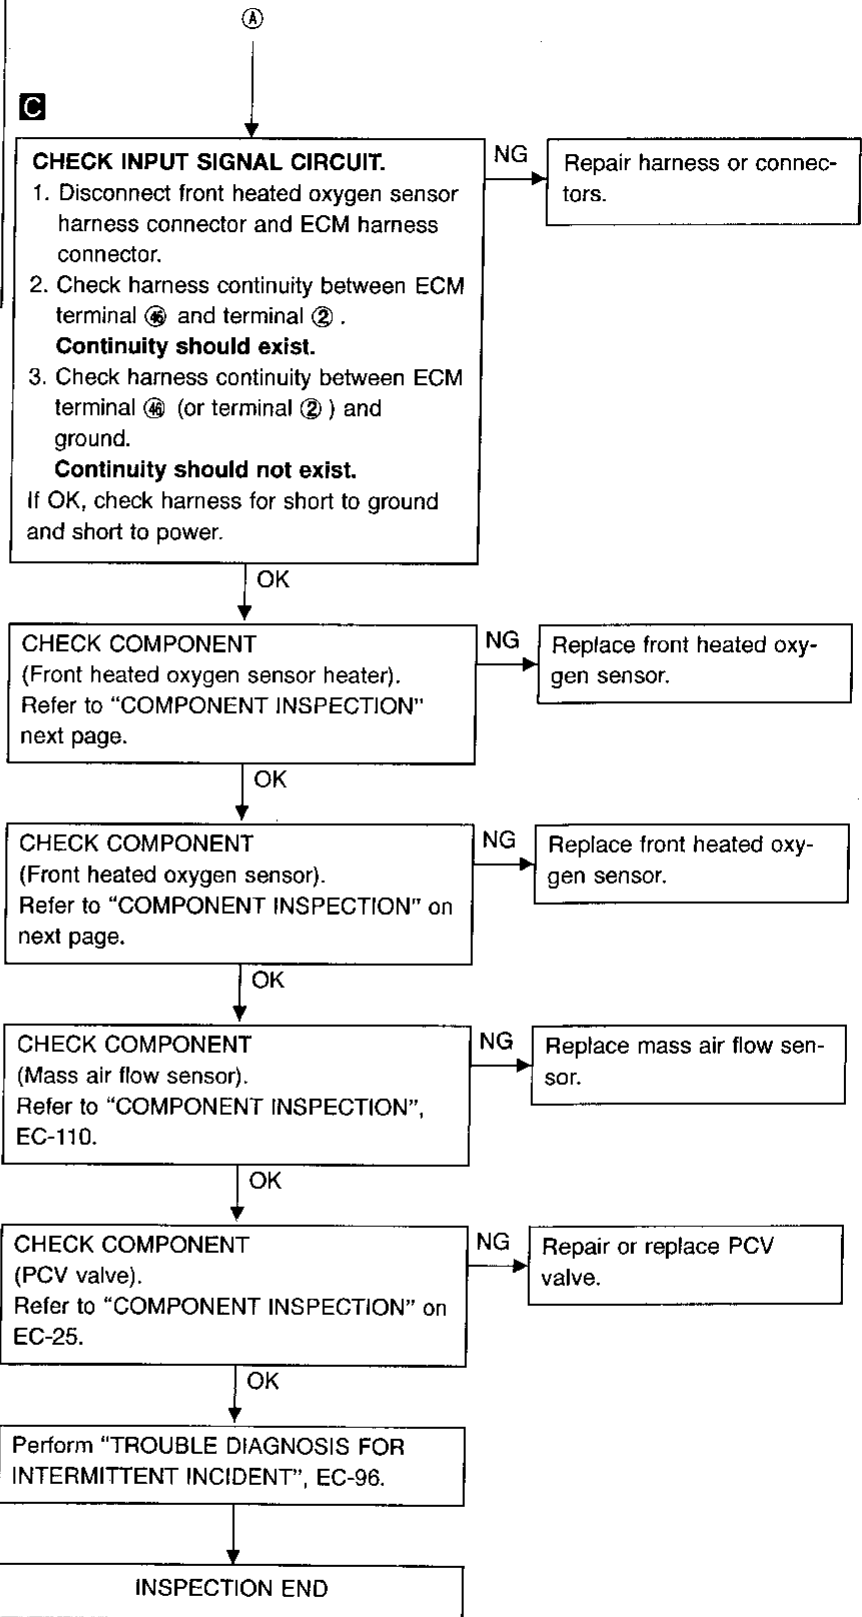 Ⓐ
C
CHECK INPUT SIGNAL CIRCUIT.
1. Disconnect front heated oxygen sensor
harness connector and ECM harness
connector.
2. Check harness continuity between ECM
terminal ㊻ and terminal ② .
Continuity should exist.
3. Check harness continuity between ECM
terminal ㊻ (or terminal ② ) and
ground.
Continuity should not exist.
If OK, check harness for short to ground
and short to power.
NG
Repair harness or connec-
tors.
OK
CHECK COMPONENT
(Front heated oxygen sensor heater).
Refer to “COMPONENT INSPECTION”
next page.
NG
Replace front heated oxy-
gen sensor.
OK
CHECK COMPONENT
(Front heated oxygen sensor).
Refer to “COMPONENT INSPECTION” on
next page.
NG
Replace front heated oxy-
gen sensor.
OK
CHECK COMPONENT
(Mass air flow sensor).
Refer to “COMPONENT INSPECTION”,
EC-110.
NG
Replace mass air flow sen-
sor.
OK
CHECK COMPONENT
(PCV valve).
Refer to “COMPONENT INSPECTION” on
EC-25.
NG
Repair or replace PCV
valve.
OK
Perform “TROUBLE DIAGNOSIS FOR
INTERMITTENT INCIDENT”, EC-96.
INSPECTION END